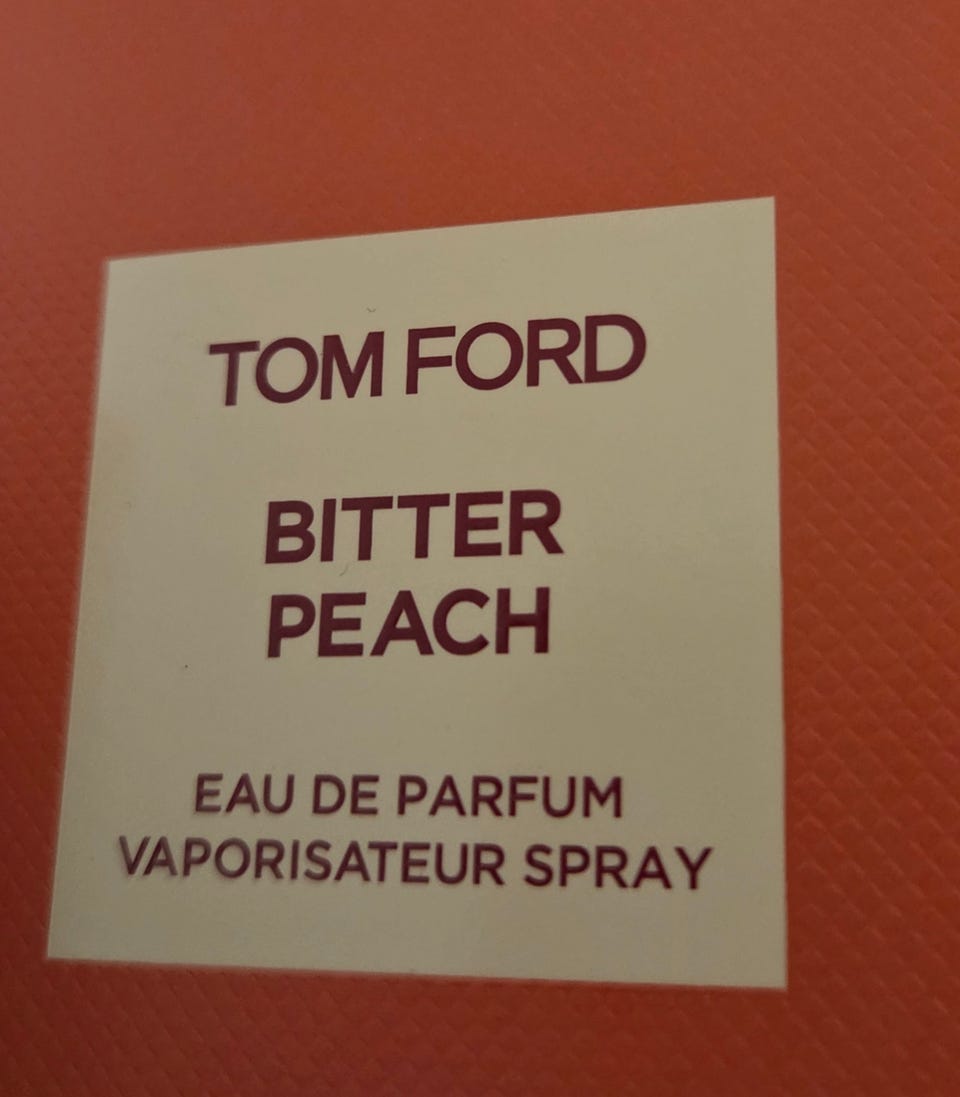 TOM FORD
BITTER
PEACH
EAU DE PARFUM
VAPORISATEUR SPRAY